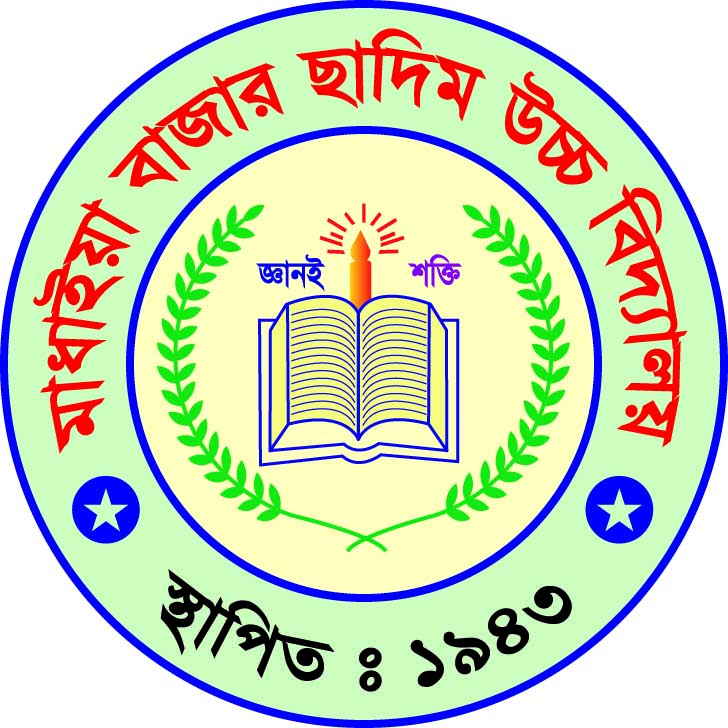 মাধাইয়া বাজার ছাদিম উচ্চ বিদ্যালয়
জ্ঞানই শক্তি
স্থাপিত ঃ ১৯৪৩